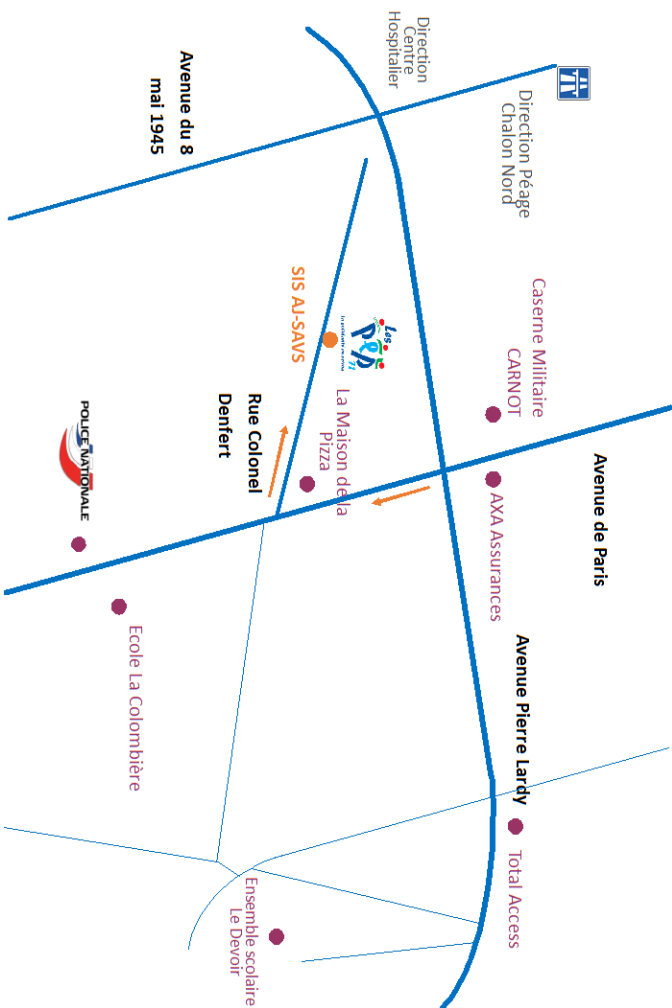 Avenue de Paris
Direction Péage
Chalon Nord
Caserne Militaire
CARNOT
AXA Assurances
Avenue Pierre Lardy
Total Access
Direction
Centre
Hospitalier
Les
PEP
71
La Maison de la
Pizza
SIS AJ-SAVS
Rue Colonel
Denfert
Ensemble scolaire
Le Devoir
Avenue du 8
mai 1945
Ecole La Colombière
POLICE NATIONALE